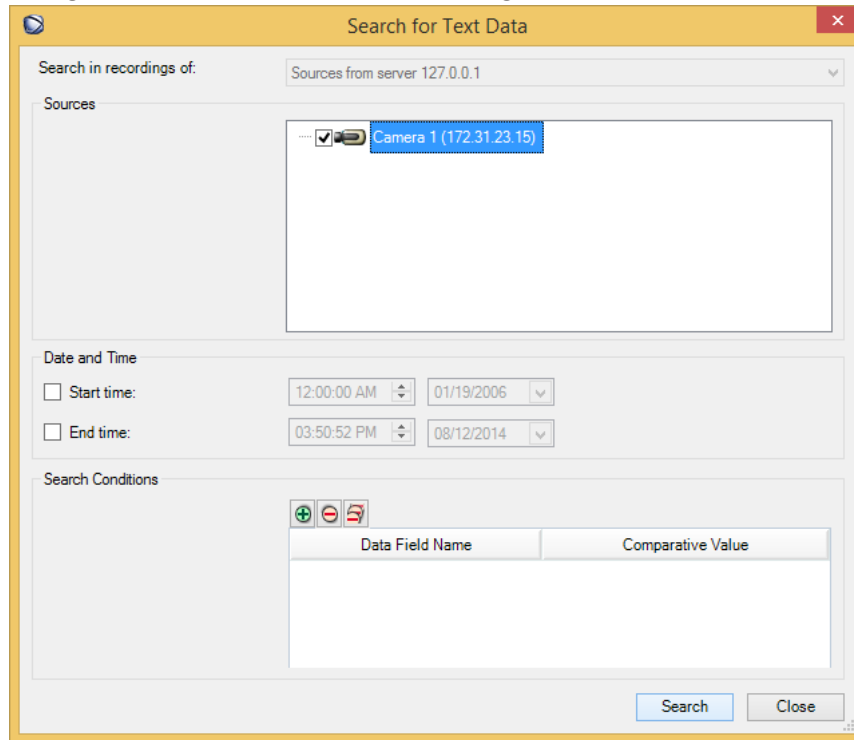 Search for Text Data
Search in recordings of: Sources from server 127.0.0.1
Sources
Camera 1 (172.31.23.15)
Date and Time
Start time: 12:00:00 AM 01/19/2006
End time: 03:50:52 PM 08/12/2014
Search Conditions
Data Field Name Comparative Value
Search Close